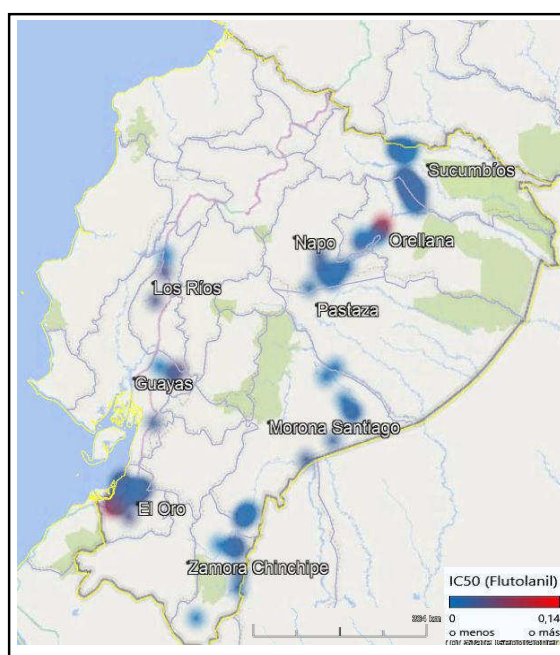 Sucumbíos
Napo
Orellana
Los Ríos
Pastaza
Guayas
Morona Santiago
El Oro
Zamora Chinchipe
IC50 (Flutolanil)
0
0,14
o menos
o más